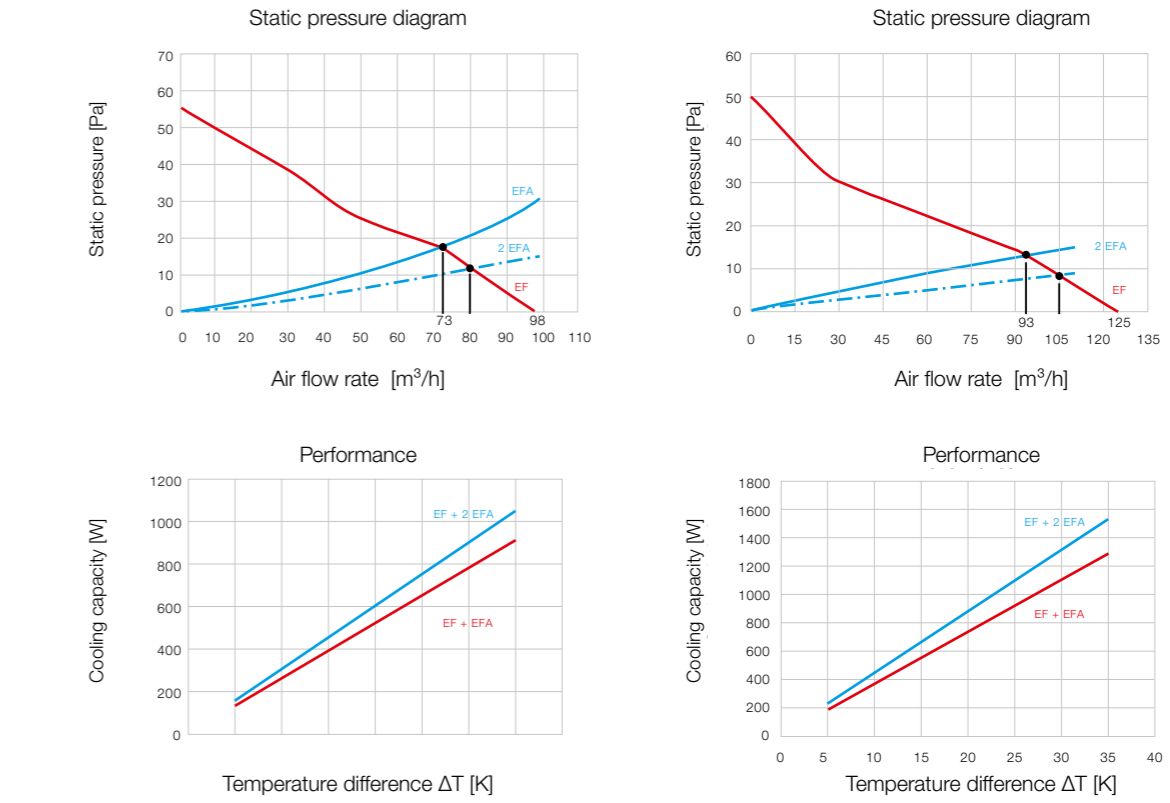 Static pressure diagram
70
60
50
40
30
20
10
0
Static pressure [Pa]
EFA
2 EFA
EF
73
98
0 10 20 30 40 50 60 70 80 90 100 110
Air flow rate [m³/h]
Static pressure diagram
60
50
40
30
20
10
0
Static pressure [Pa]
2 EFA
EF
93
125
0 15 30 45 60 75 90 105 120 135
Air flow rate [m³/h]
Performance
1200
1000
800
600
400
200
0
Cooling capacity [W]
EF + 2 EFA
EF + EFA
Temperature difference ΔT [K]
Performance
1800
1600
1400
1200
1000
800
600
400
200
0
Cooling capacity [W]
EF + 2 EFA
EF + EFA
0 5 10 15 20 25 30 35 40
Temperature difference ΔT [K]